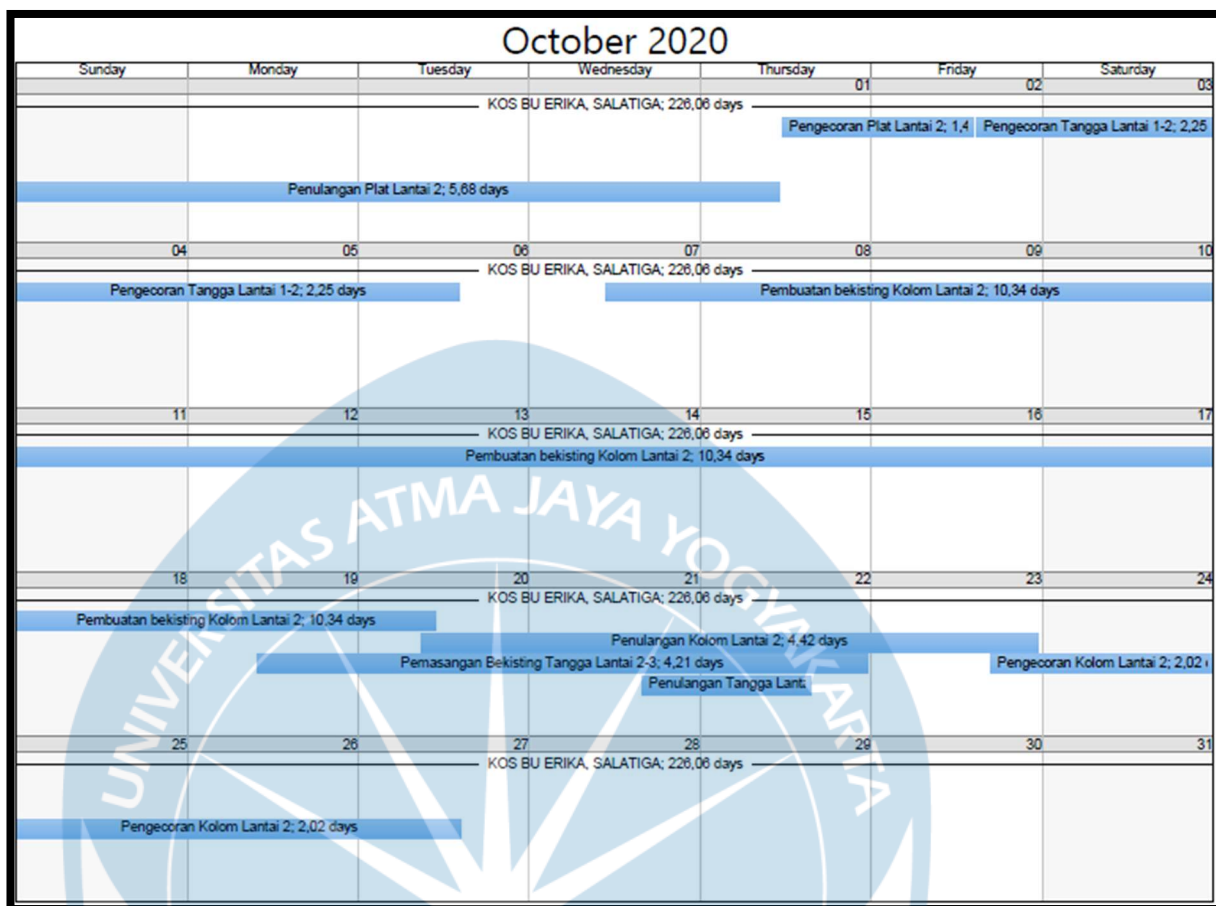 October 2020
Sunday Monday Tuesday Wednesday Thursday Friday Saturday
01 02 03
KOS BU ERIKA, SALATIGA; 226,06 days
Pengecoran Plat Lantai 2; 1,4 Pengecoran Tangga Lantai 1-2; 2,25
Penulangan Plat Lantai 2; 5,68 days
04 05 06 07 08 09 10
KOS BU ERIKA, SALATIGA; 226,06 days
Pengecoran Tangga Lantai 1-2; 2,25 days Pembuatan bekisting Kolom Lantai 2; 10,34 days
11 12 13 14 15 16 17
KOS BU ERIKA, SALATIGA; 226,06 days
Pembuatan bekisting Kolom Lantai 2; 10,34 days
UNIVERSITAS ATMA JAYA YOGYAKARTA
18 19 20 21 22 23 24
KOS BU ERIKA, SALATIGA; 226,06 days
Pembuatan bekisting Kolom Lantai 2; 10,34 days
Penulangan Kolom Lantai 2; 4,42 days
Pemasangan Bekisting Tangga Lantai 2-3; 4,21 days Pengecoran Kolom Lantai 2; 2,02
Penulangan Tangga
25 26 27 28 29 30 31
KOS BU ERIKA, SALATIGA; 226,06 days
Pengecoran Kolom Lantai 2; 2,02 days